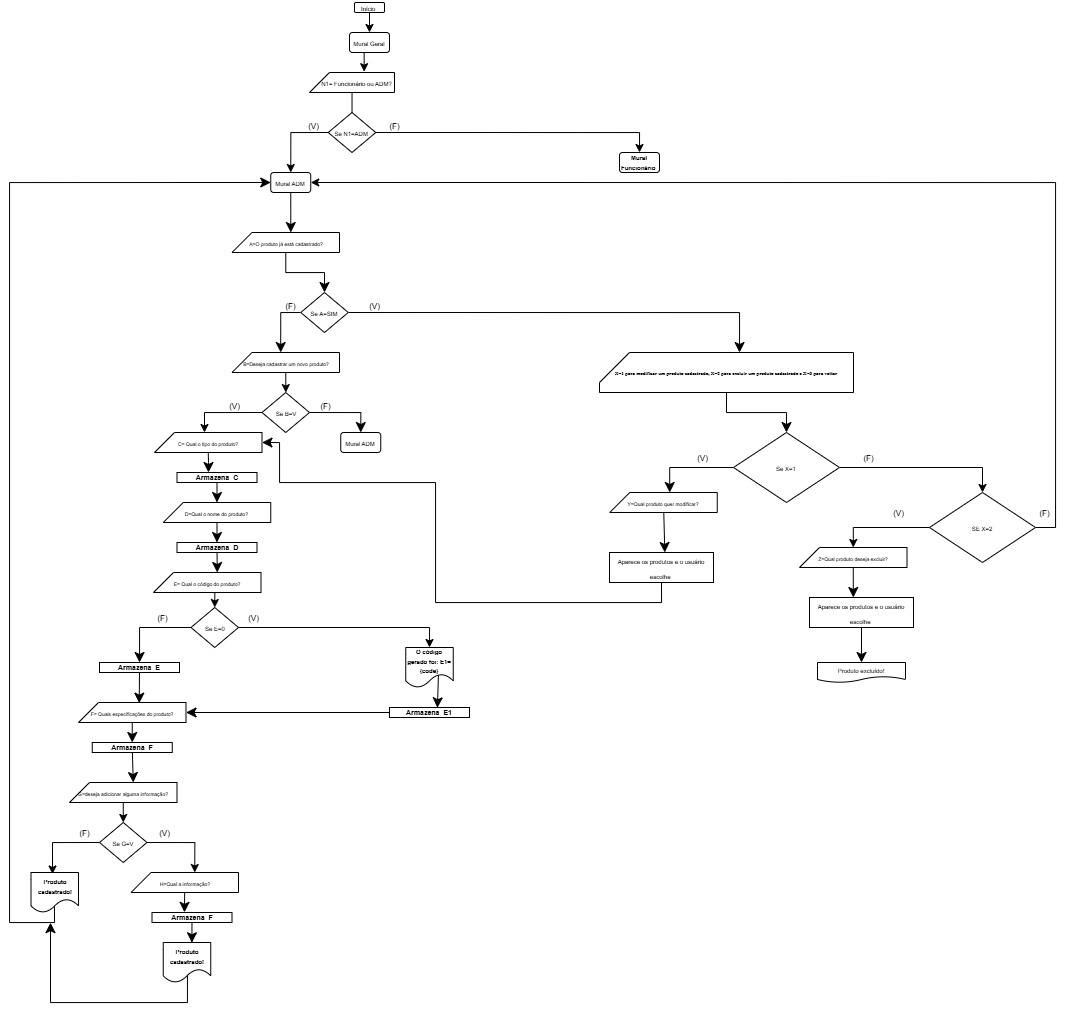 Início
Mural Geral
N1= Funcionário ou ADM?
(V)
Se N1=ADM
(F)
Mural
Funcionário
Mural ADM
A=O produto já está cadastrado?
(F)
Se A=SIM
(V)
B=Deseja cadastrar um novo produto?
X=1 para modificar um produto cadastrado, X=2 para excluir um produto cadastrado e X=0 para voltar
(V)
Se B=V
(F)
C= Qual o tipo do produto?
Mural ADM
(V)
Se X=1
(F)
Armazena C
Y=Qual produto quer modificar?
D=Qual o nome do produto?
(V)
SE X=2
(F)
Armazena D
Aparece os produtos e o usuário
escolhe
Z=Qual produto deseja excluir?
E= Qual o código do produto?
Aparece os produtos e o usuário
escolhe
(F)
Se E=0
(V)
Armazena E
O código
gerado foi: E1=
(code)
Produto excluído!
F= Quais especificações do produto?
Armazena E1
Armazena F
G=deseja adicionar alguma informação?
(F)
Se G=V
(V)
Produto
cadastrado!
H=Qual a informação?
Armazena F
Produto
cadastrado!